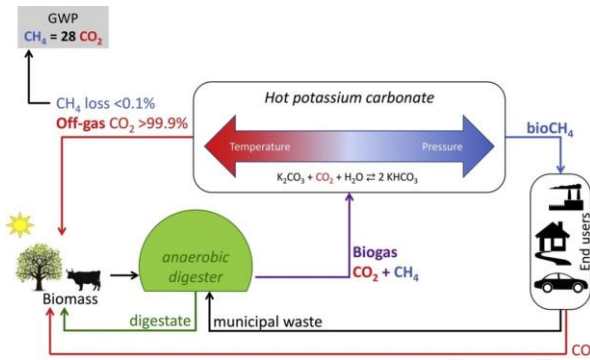 GWP
CH₄ = 28 CO₂
CH₄ loss <0.1%
Off-gas CO₂ >99.9%
Hot potassium carbonate
Temperature
Pressure
K₂CO₃ + CO₂ + H₂O ⇄ 2 KHCO₃
bioCH₄
End users
anaerobic
digester
Biogas
CO₂ + CH₄
Biomass
digestate
municipal waste
CO